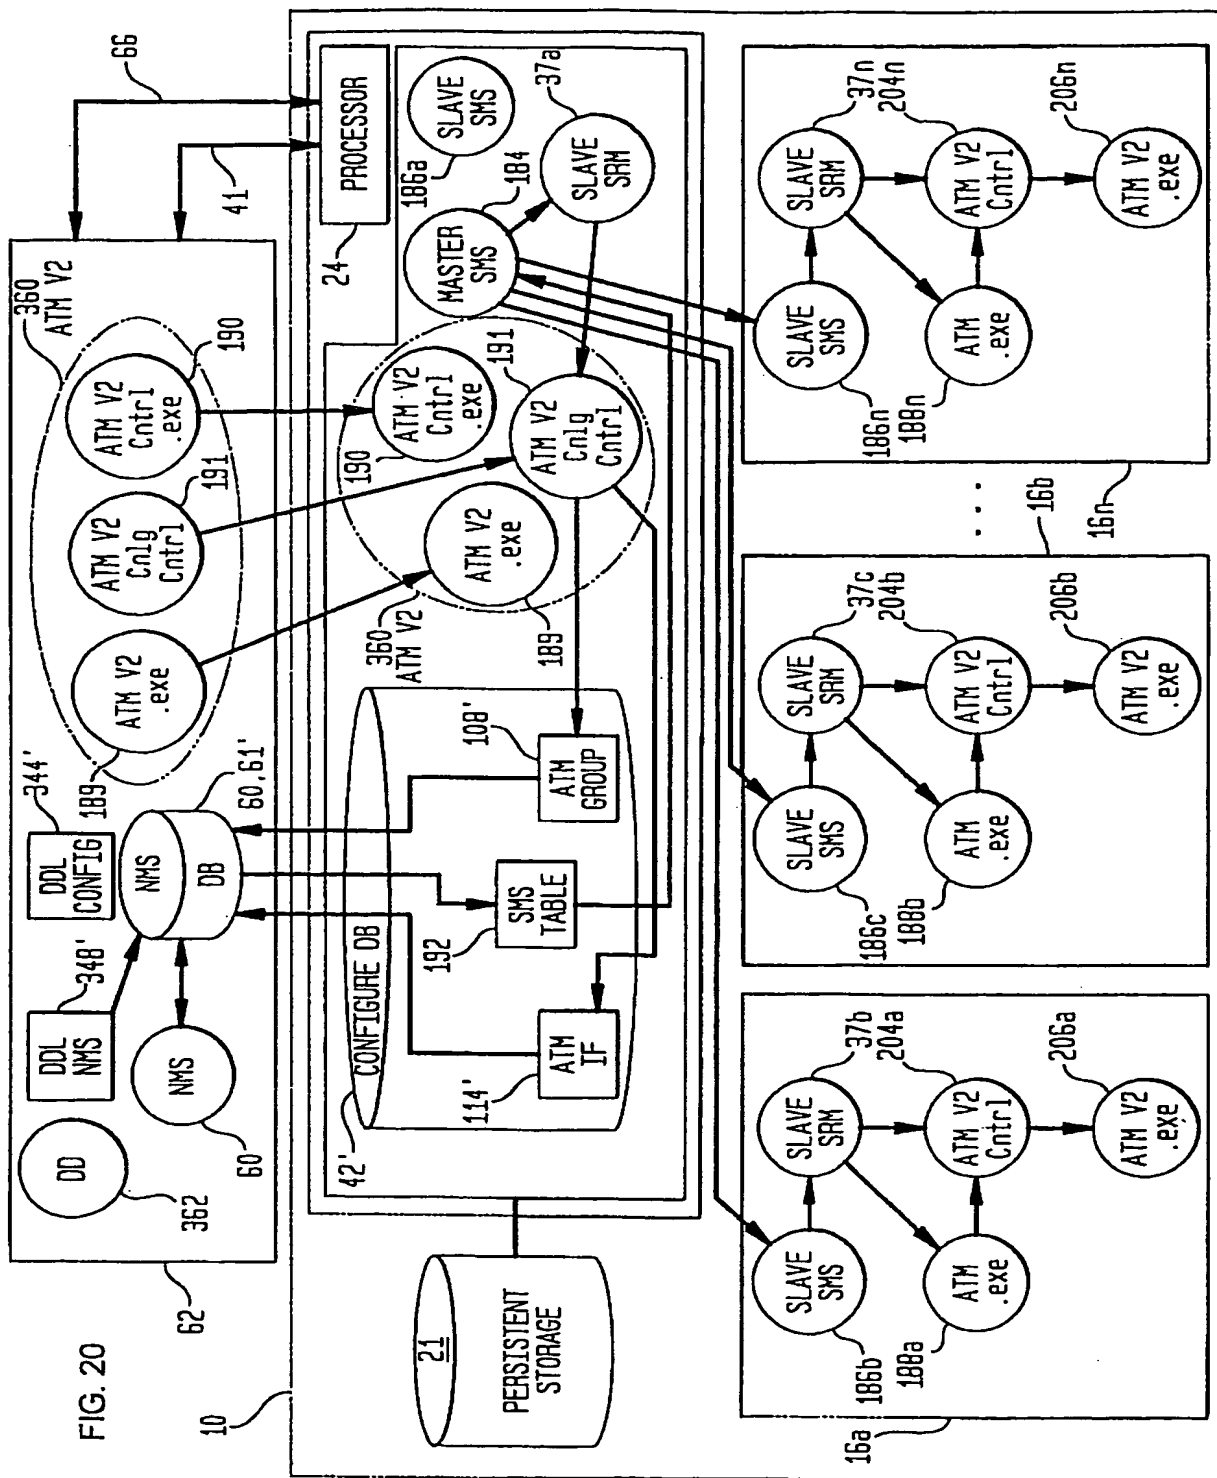 FIG. 20
62
DD
362
DDL
NMS
348'
NMS
60
DDL
CONFIG
344'
NMS
DB
60,61'
ATM V2
.exe
189
ATM V2
Cnlg
Cntrl
191
ATM V2
Cntrl
.exe
190
360
ATM V2
41
66
10
21
PERSISTENT
STORAGE
42'
CONFIGURE DB
ATM
IF
114'
SMS
TABLE
192
ATM
GROUP
108'
360
ATM V2
ATM V2
.exe
189
ATM V2
Cntrl
.exe
190
ATM V2
Cnlg
Cntrl
191
PROCESSOR
24
MASTER
SMS
184
SLAVE
SMS
186a
SLAVE
SRM
37a
16a
SLAVE
SMS
186b
SLAVE
SRM
37b
ATM
.exe
188a
ATM V2
Cntrl
204a
ATM V2
.exe
206a
16b
SLAVE
SMS
186c
SLAVE
SRM
37c
ATM
.exe
188b
ATM V2
Cntrl
204b
ATM V2
.exe
206b
...
16n
SLAVE
SMS
186n
SLAVE
SRM
37n
ATM
.exe
188n
ATM V2
Cntrl
204n
ATM V2
.exe
206n